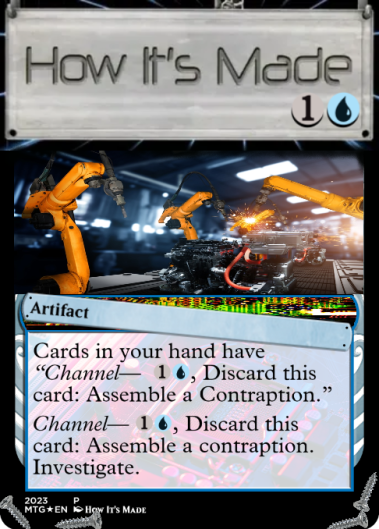 How It's Made
1
Artifact
Cards in your hand have
“Channel— 1 , Discard this
card: Assemble a Contraption.”
Channel— 1 , Discard this
card: Assemble a contraption.
Investigate.
2023 P
MTG★EN How It's Made